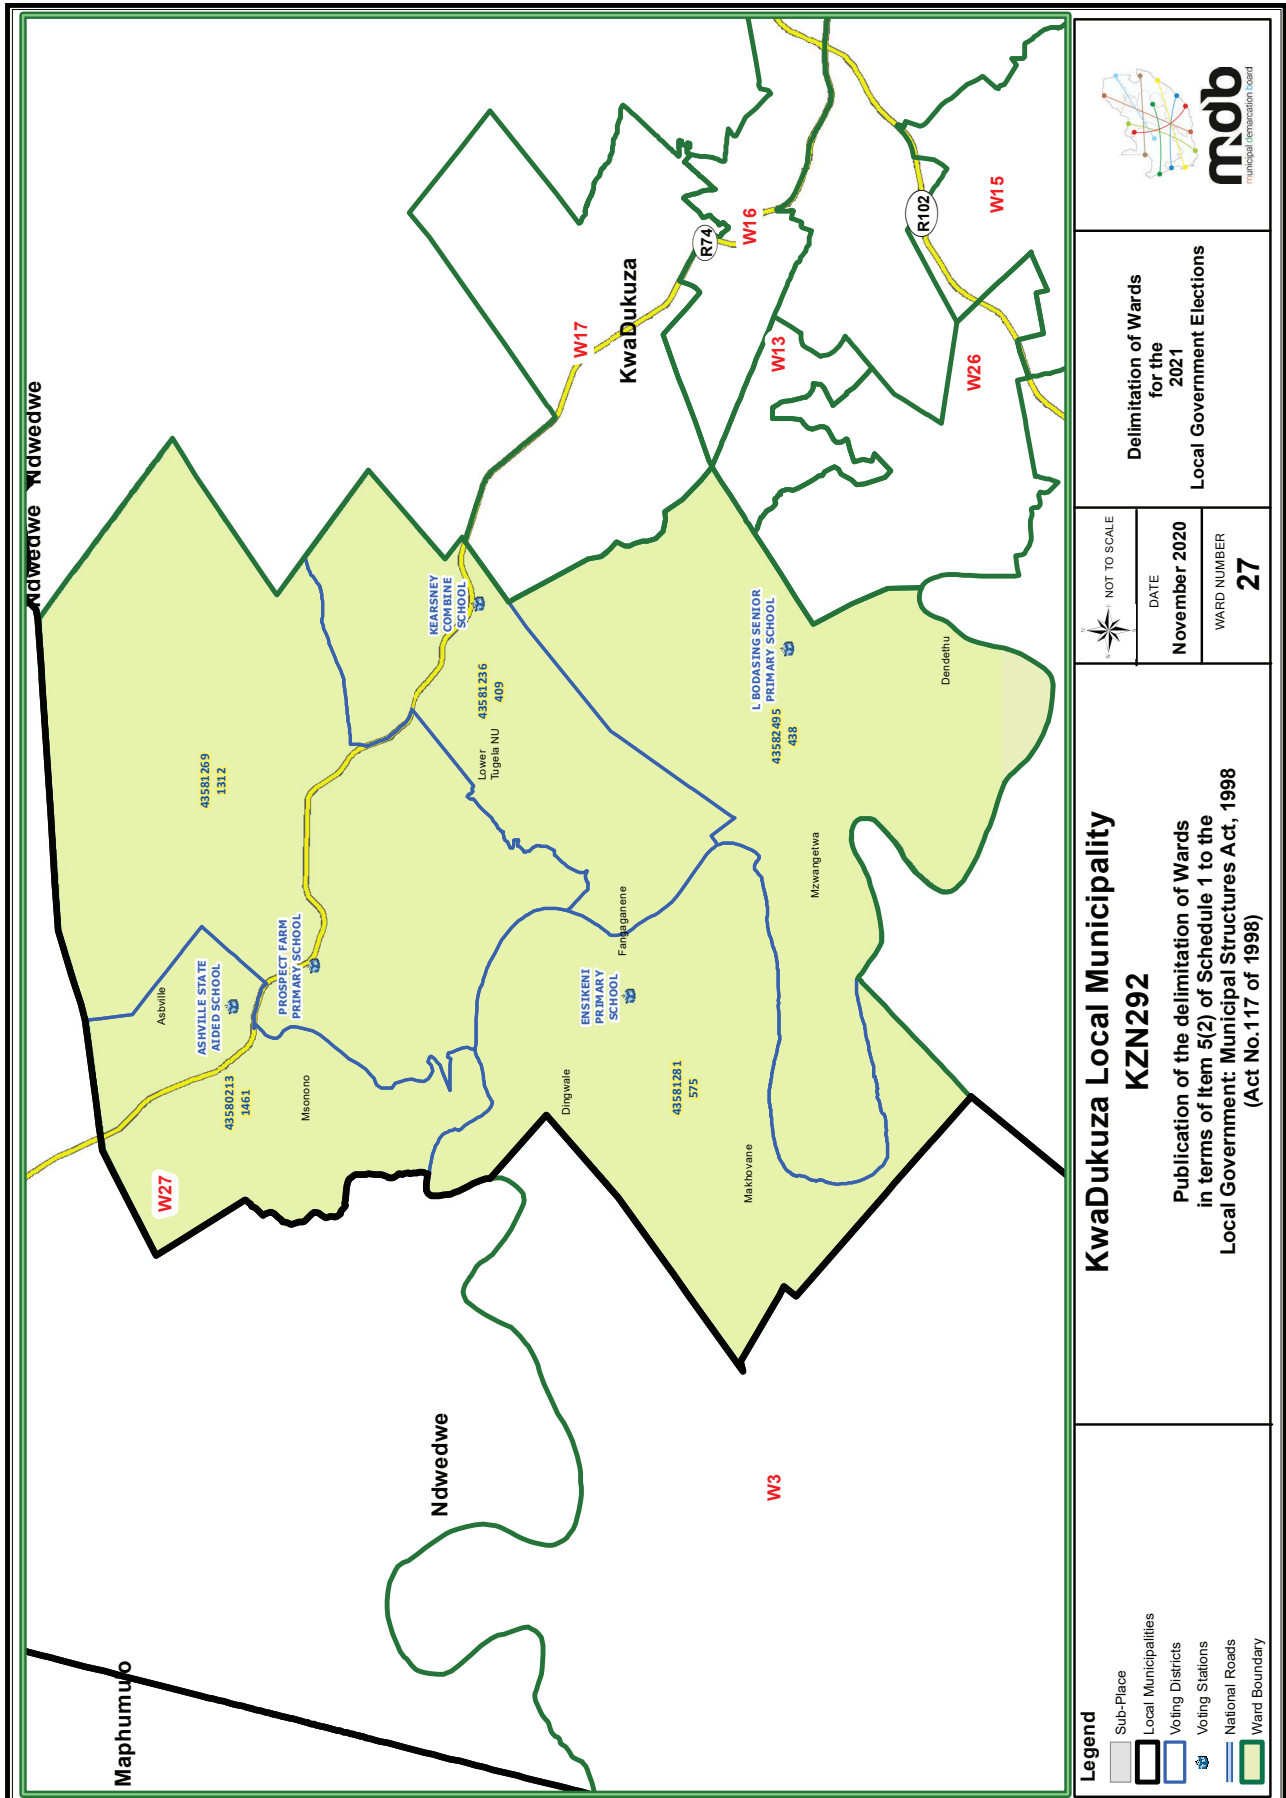 Maphumulo
Ndwedwe
Ndwedwe
Ndwedwe
W3
W27
W17
KwaDukuza
W16
W13
W26
W15
R74
R102
43580213
1461
ASHVILLE STATE
AIDED SCHOOL
Asbville
Msonono
PROSPECT FARM
PRIMARY SCHOOL
43581269
1312
KEARSNEY
COMBINE
SCHOOL
43581236
409
Lower
Tugela NU
Dingwale
ENSIKENI
PRIMARY
SCHOOL
Fangaganene
43581281
575
Makhovane
L BODASING SENIOR
PRIMARY SCHOOL
43582495
438
Mzwangetwa
Dendethu
Legend
Sub-Place
Local Municipalities
Voting Districts
Voting Stations
National Roads
Ward Boundary
KwaDukuza Local Municipality
KZN292
Publication of the delimitation of Wards
in terms of Item 5(2) of Schedule 1 to the
Local Government: Municipal Structures Act, 1998
(Act No.117 of 1998)
NOT TO SCALE
DATE
November 2020
WARD NUMBER
27
Delimitation of Wards
for the
2021
Local Government Elections
mdb
municipal demarcation board